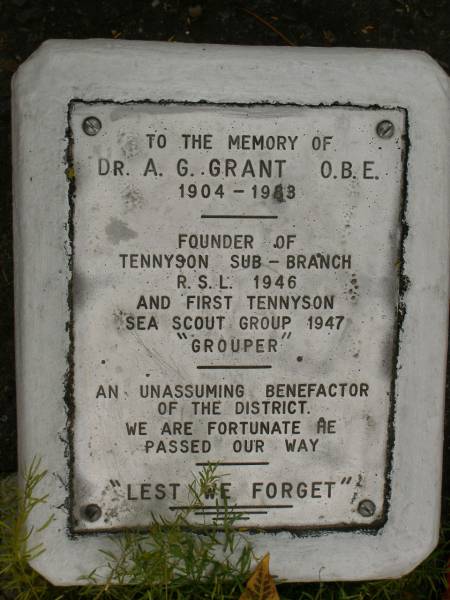 TO THE MEMORY OF
DR. A. G. GRANT O.B.E.
1904 - 1983
FOUNDER OF
TENNYSON SUB - BRANCH
R.S.L. 1946
AND FIRST TENNYSON
SEA SCOUT GROUP 1947
"GROUPER"
AN UNASSUMING BENEFACTOR
OF THE DISTRICT.
WE ARE FORTUNATE HE
PASSED OUR WAY
"LEST WE FORGET"